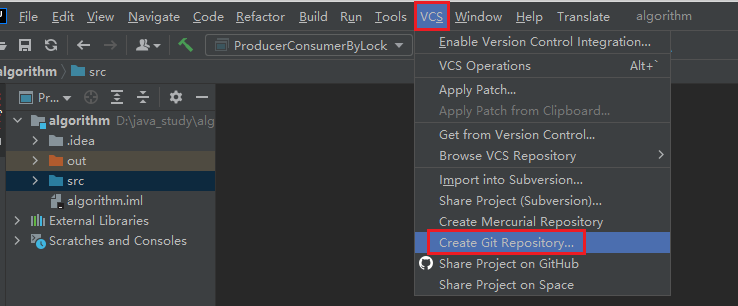 View Navigate Code Refactor Build Run Tools VCS Window Help Translate algorithm
ProducerConsumerByLock
algorithm src
Pr...
algorithm D:\java_study\alg
.idea
out
src
algorithm.iml
External Libraries
Scratches and Consoles
Enable Version Control Integration...
VCS Operations Alt+`
Apply Patch...
Apply Patch from Clipboard...
Get from Version Control...
Browse VCS Repository
Import into Subversion...
Share Project (Subversion)...
Create Mercurial Repository
Create Git Repository...
Share Project on GitHub
Share Project on Space